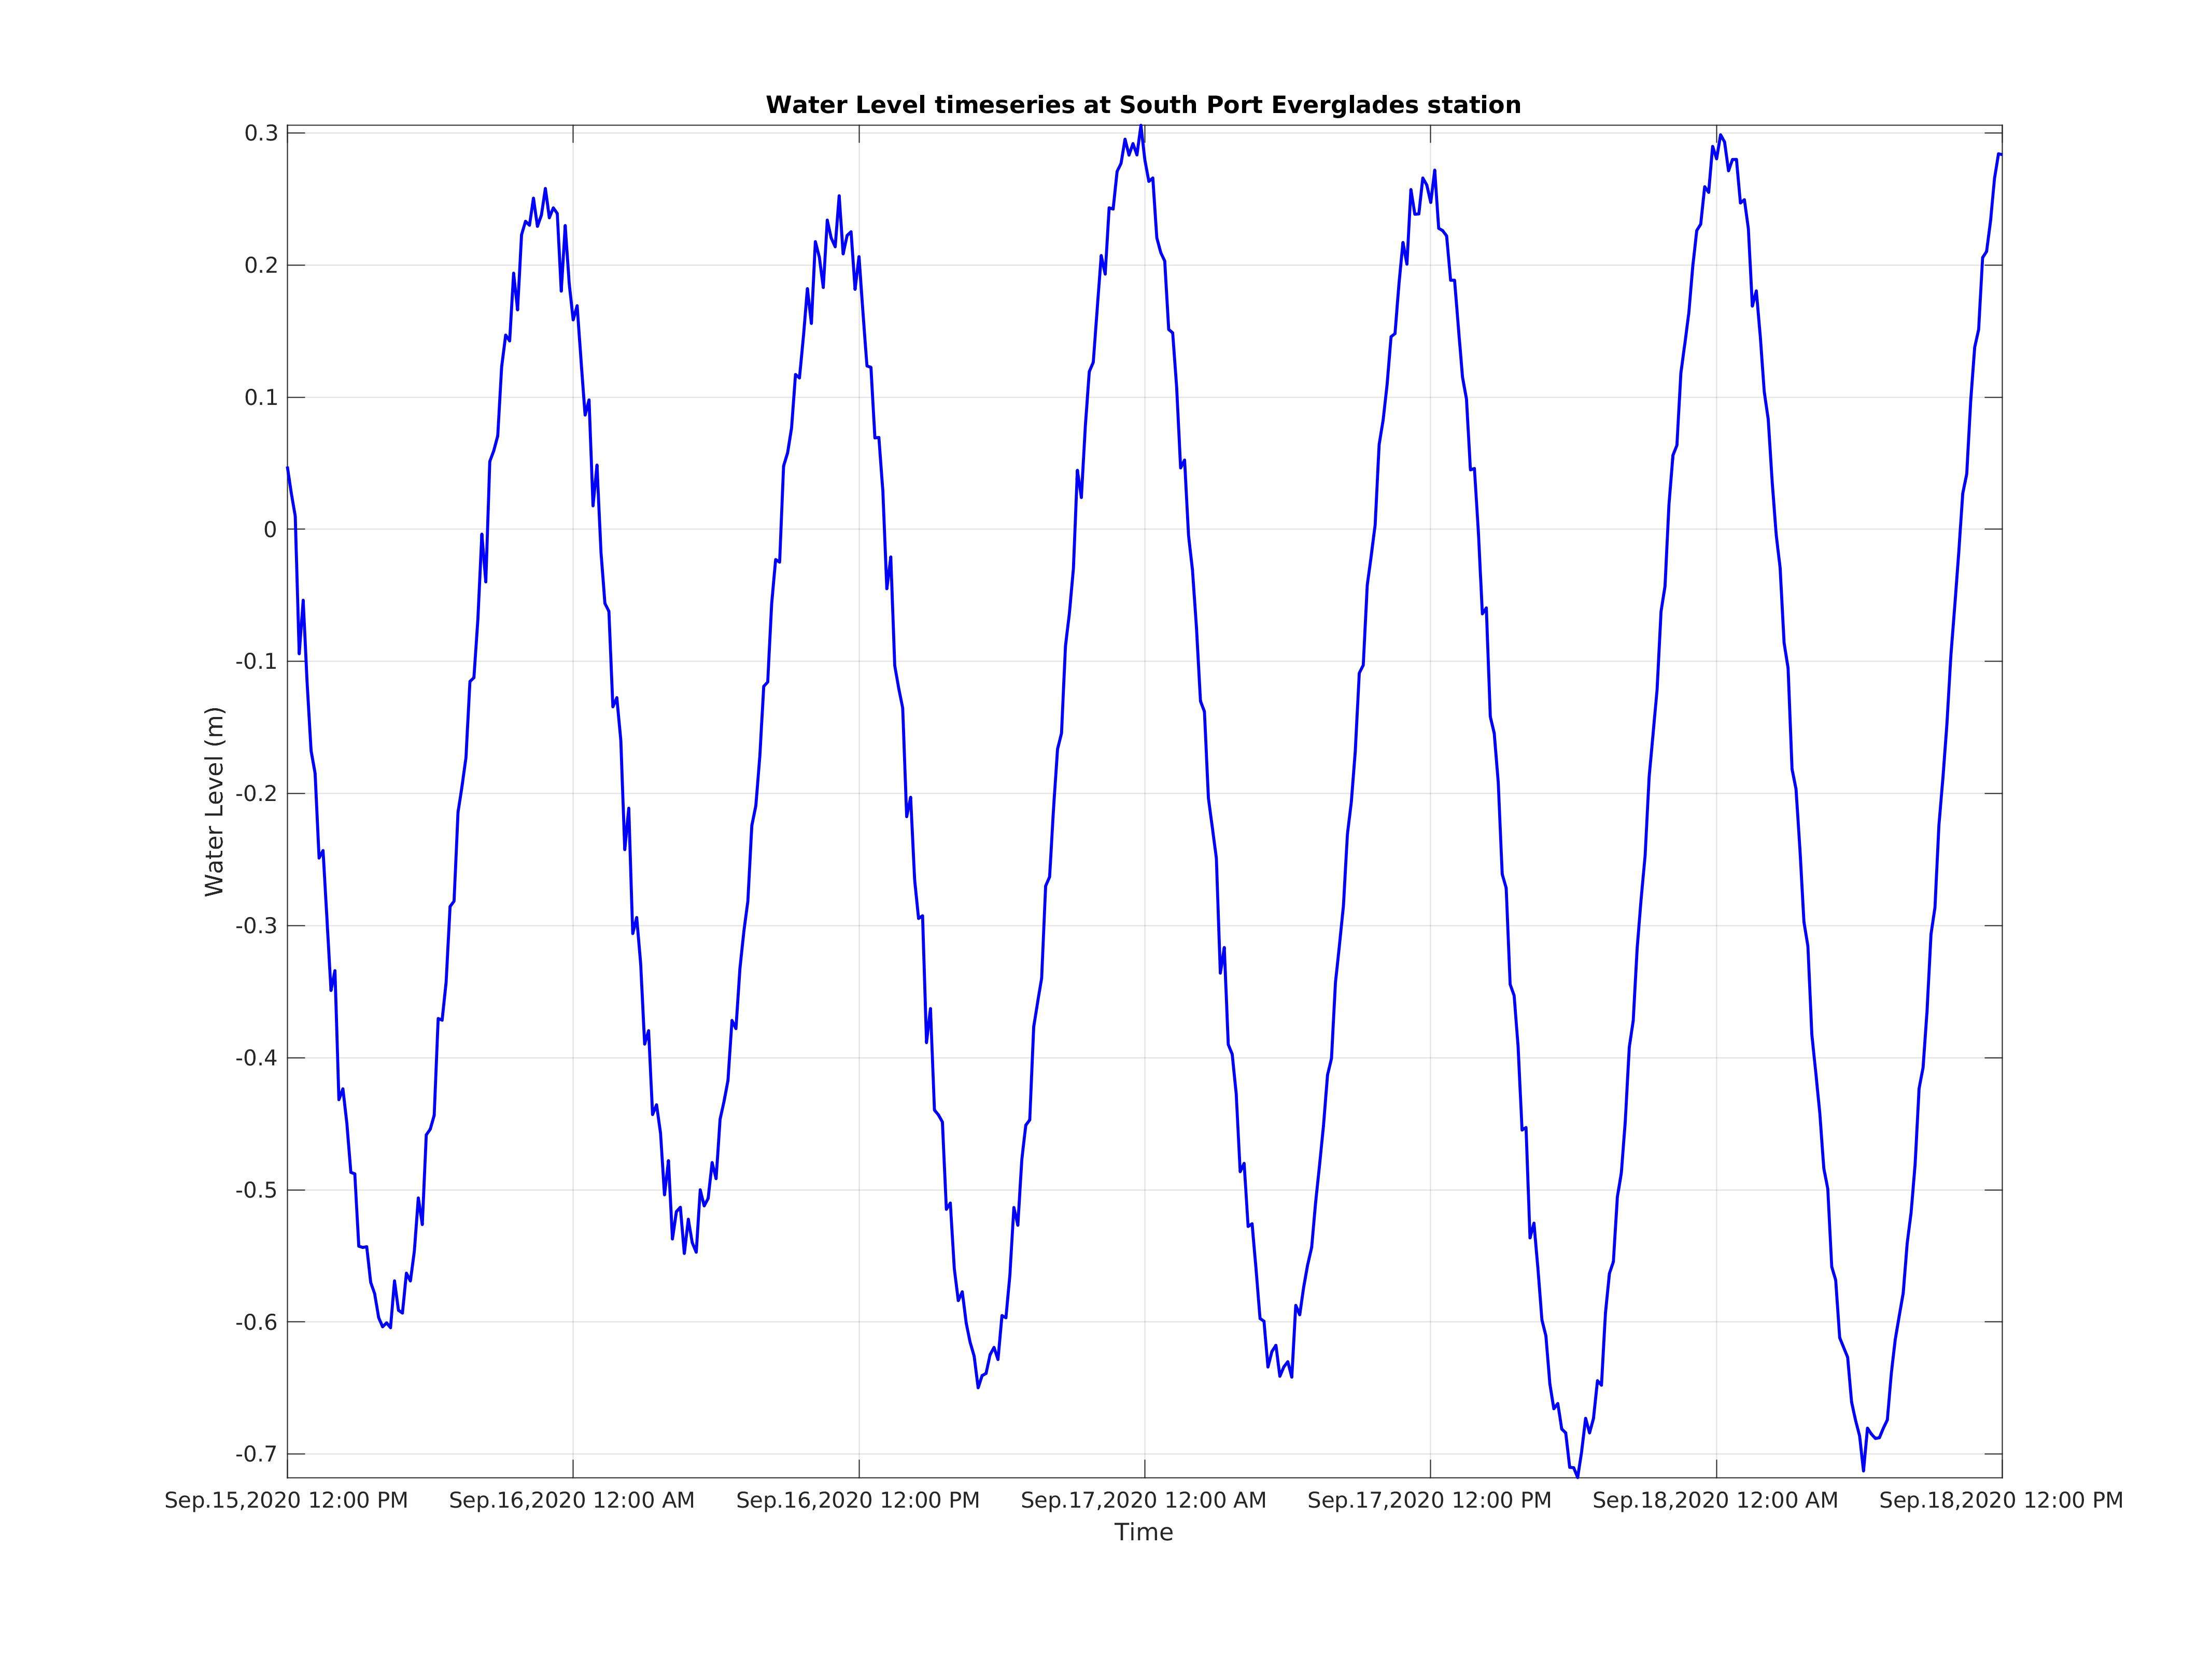 Water Level timeseries at South Port Everglades station
0.3
0.2
0.1
0
-0.1
-0.2
-0.3
-0.4
-0.5
-0.6
-0.7
Water Level (m)
Sep.15,2020 12:00 PM
Sep.16,2020 12:00 AM
Sep.16,2020 12:00 PM
Sep.17,2020 12:00 AM
Sep.17,2020 12:00 PM
Sep.18,2020 12:00 AM
Sep.18,2020 12:00 PM
Time